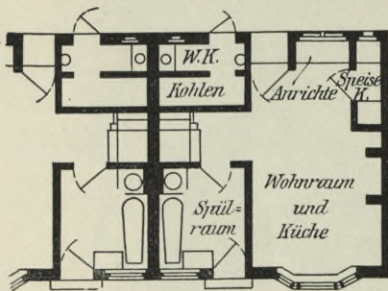 W.K.
Kohlen
Anrichte
Speise
K.
Wohnraum
und
Küche
Spül=
raum